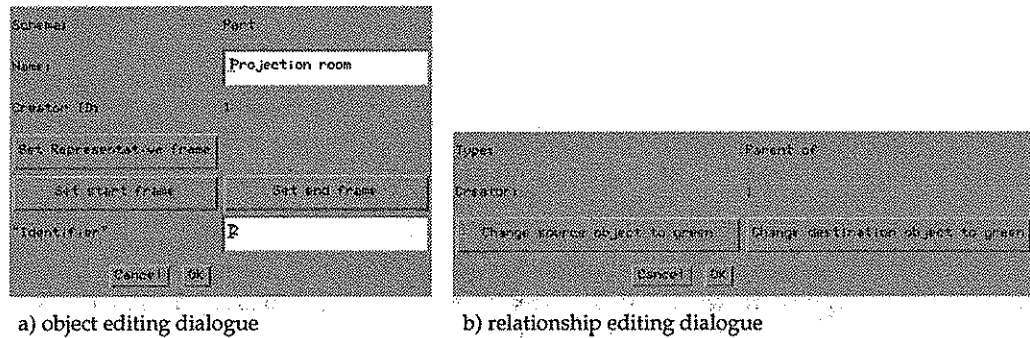 Scheme: Part
Name: Projection room
Creator ID: 1
Set Representative frame
Set start frame Set end frame
"Identifier" P
Cancel OK
a) object editing dialogue
Type: Parent of
Creator: 1
Change source object to green Change destination object to green
Cancel OK
b) relationship editing dialogue